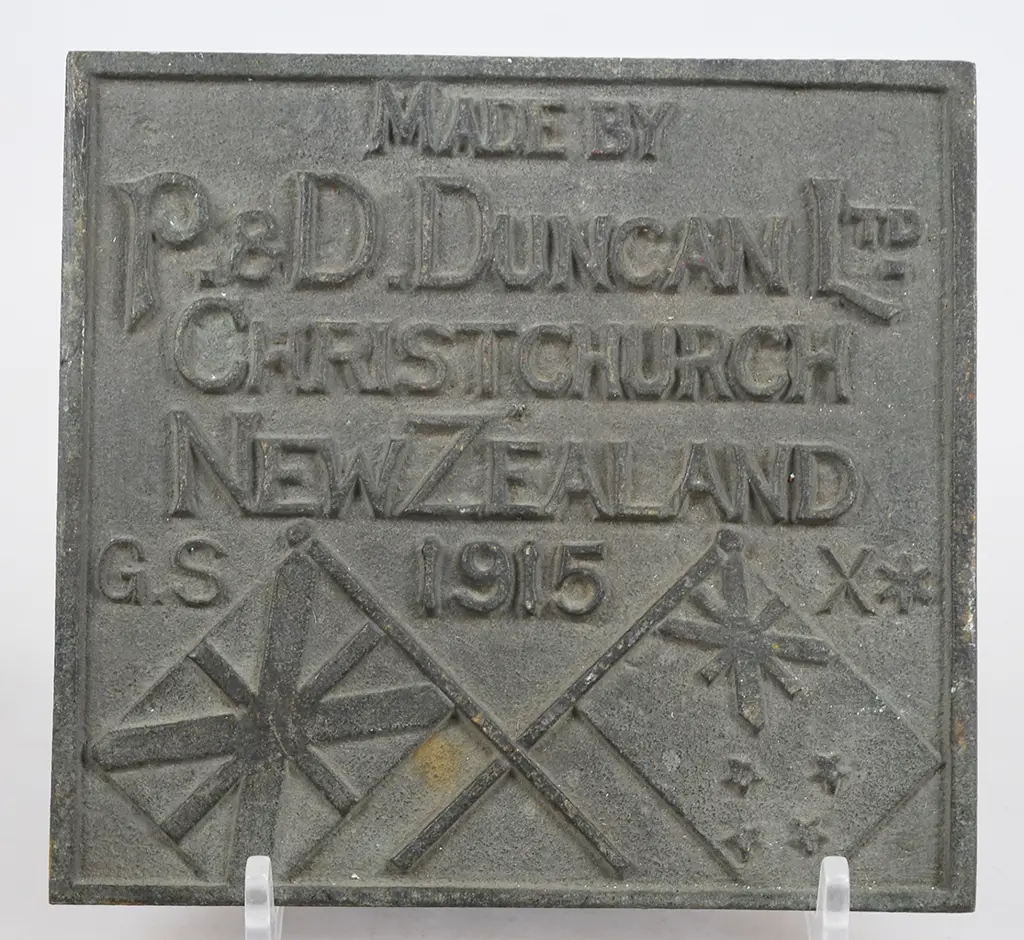 MADE BY
P. & D. DUNCAN LTD
CHRISTCHURCH
NEW ZEALAND
G.S 1915 X*